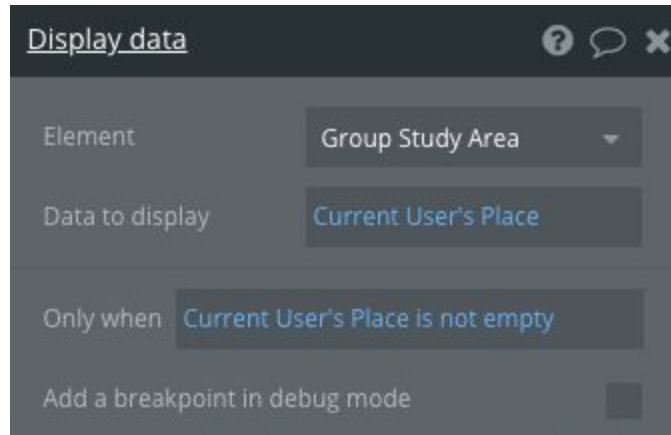 Display data
Element Group Study Area
Data to display Current User's Place
Only when Current User's Place is not empty
Add a breakpoint in debug mode